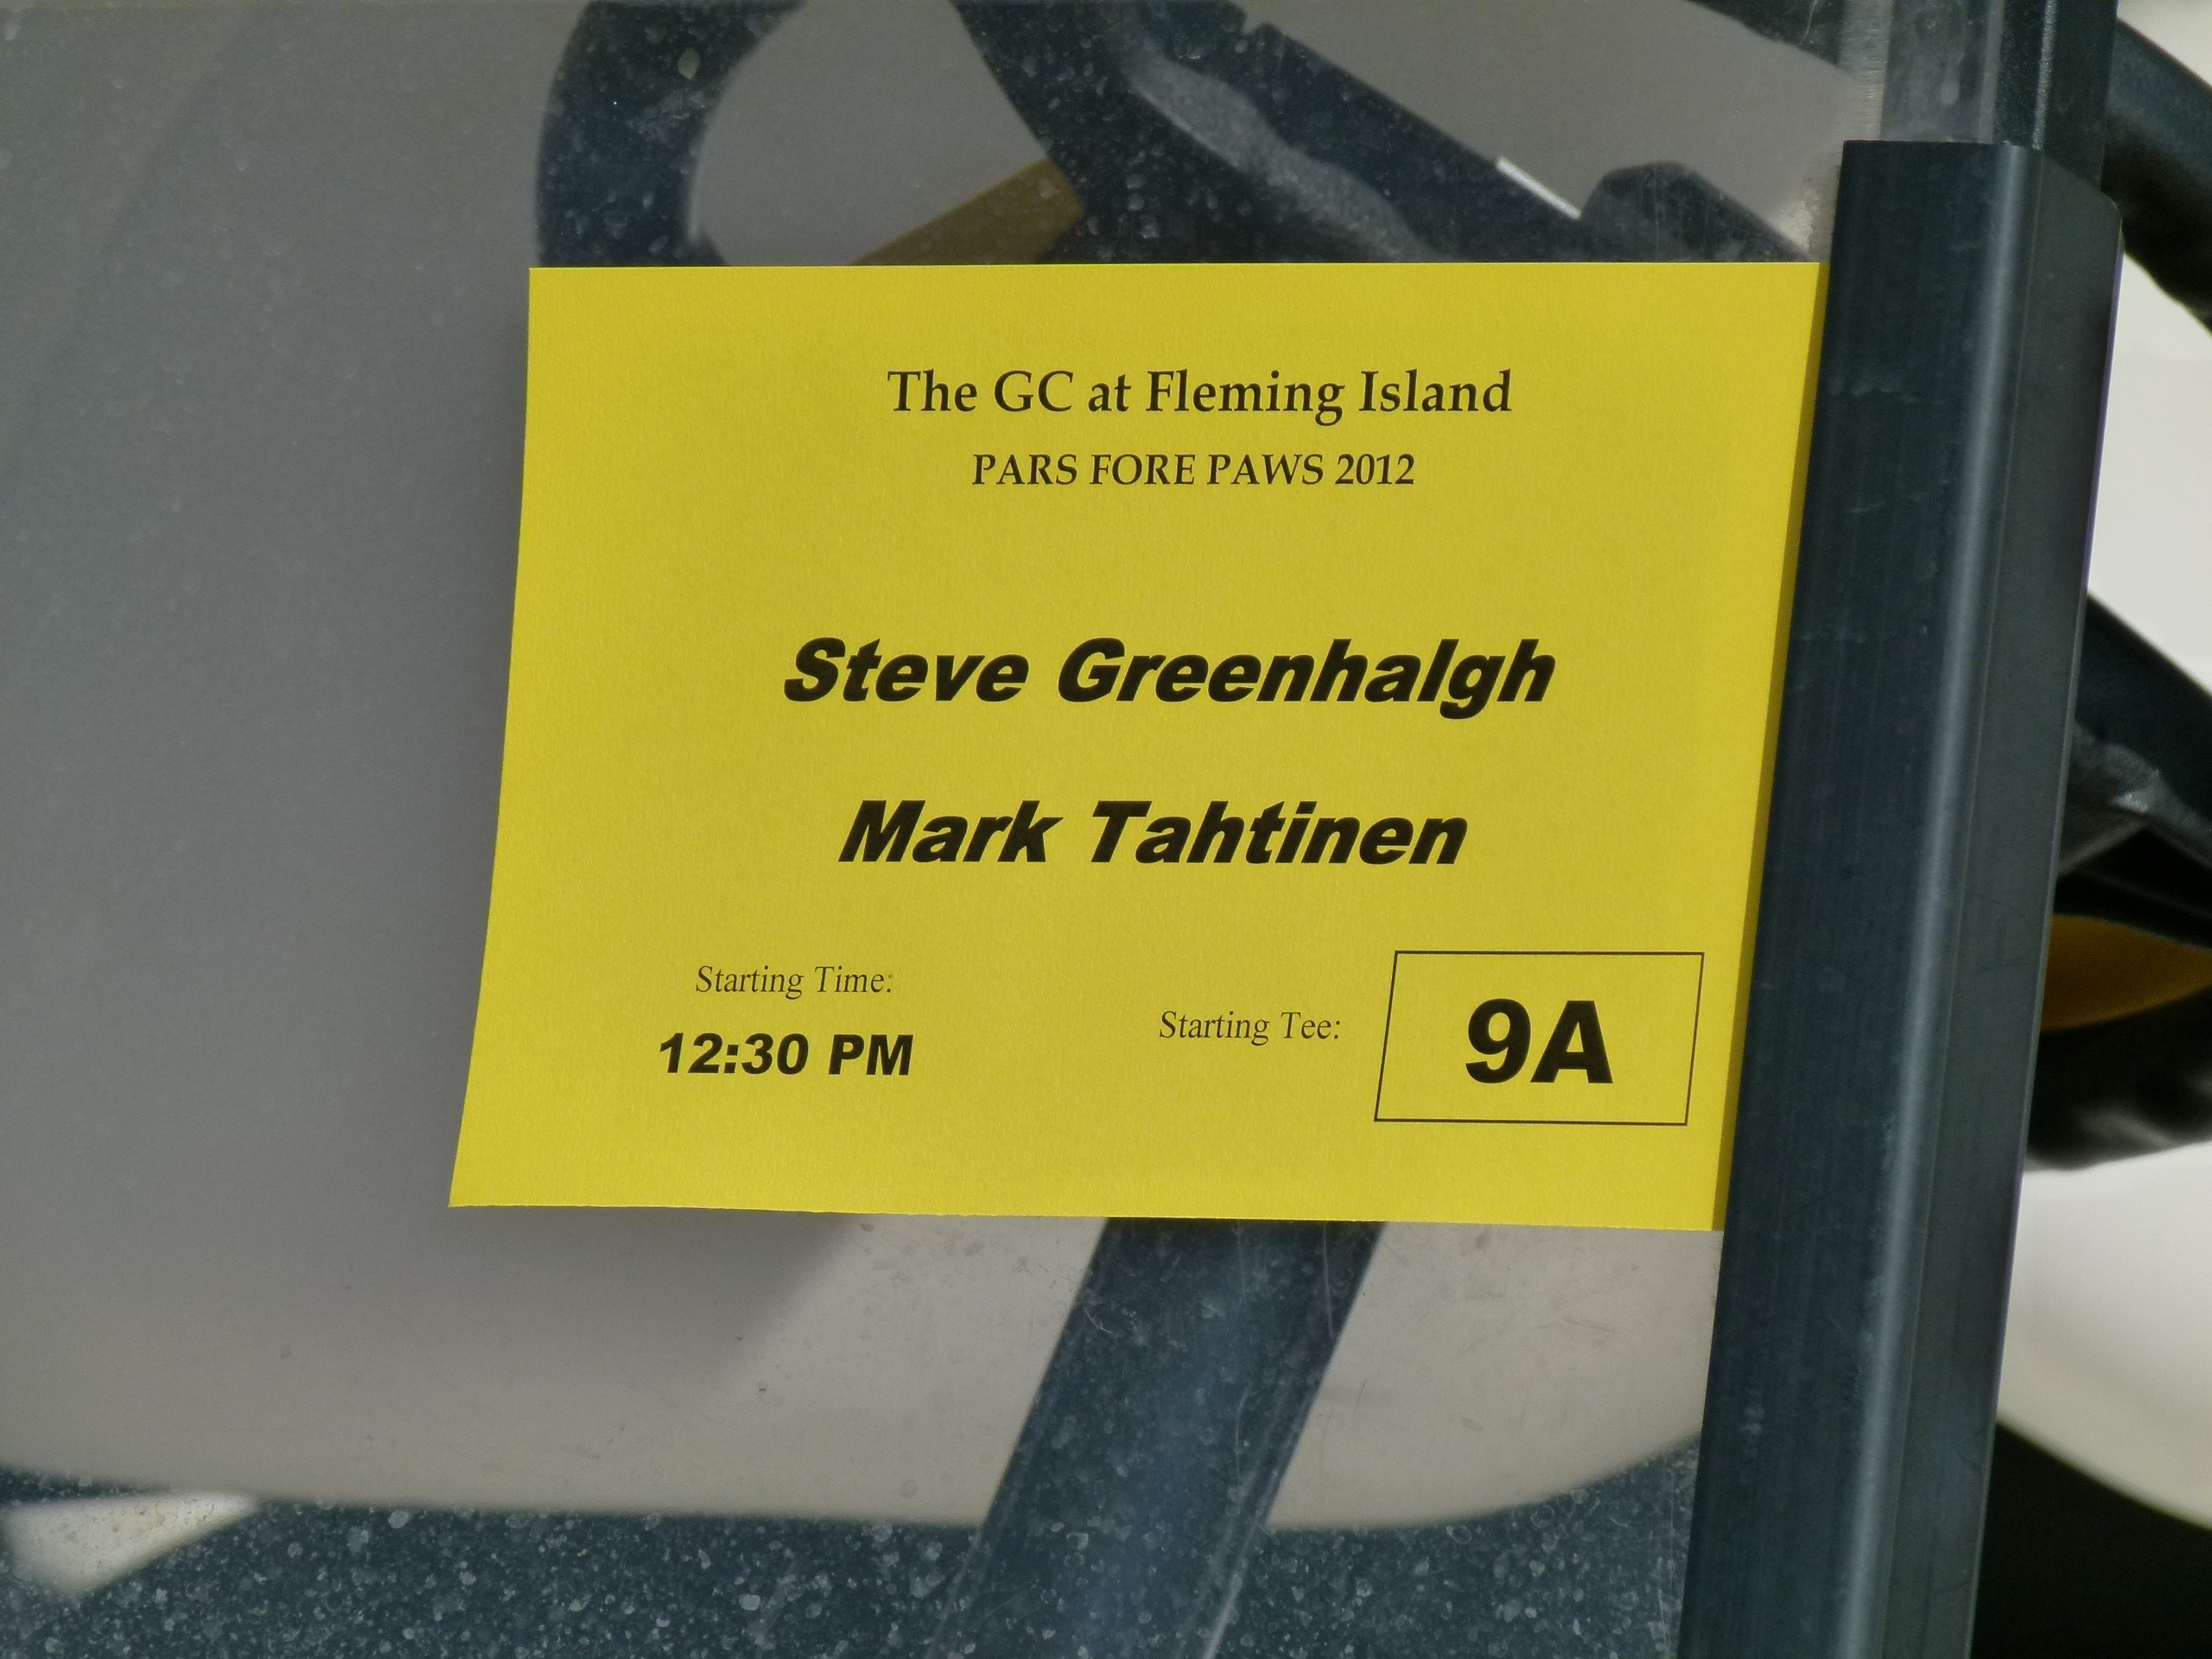 The GC at Fleming Island
PARS FORE PAWS 2012
Steve Greenhalgh
Mark Tahtinen
Starting Time:
12:30 PM
Starting Tee:
9A